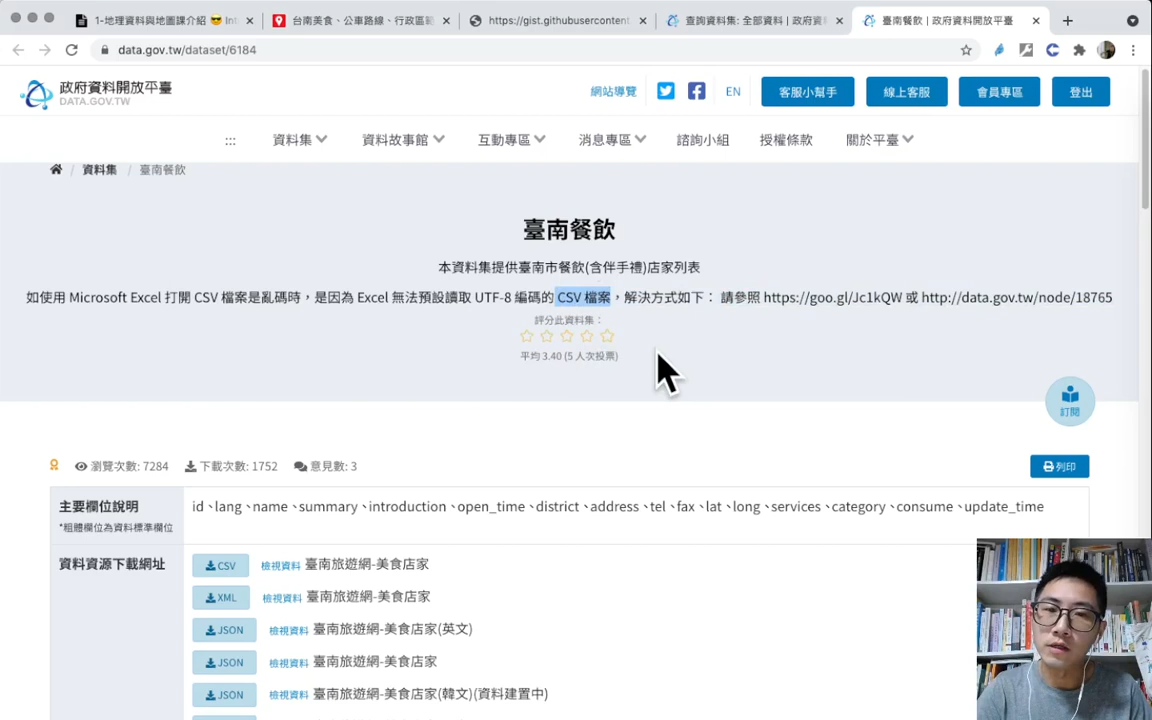 1-地理資料與地圖課介紹 😎 Int
台南美食、公車路線、行政區範
https://gist.githubusercontent.
查詢資料集: 全部資料 | 政府資
臺南餐飲 | 政府資料開放平臺
data.gov.tw/dataset/6184
政府資料開放平臺
DATA.GOV.TW
網站導覽
EN
客服小幫手
線上客服
會員專區
登出
:::
資料集
資料故事館
互動專區
消息專區
諮詢小組
授權條款
關於平臺
/ 資料集 / 臺南餐飲
臺南餐飲
本資料集提供臺南市餐飲(含伴手禮)店家列表
如使用 Microsoft Excel 打開 CSV 檔案是亂碼時，是因為 Excel 無法預設讀取 UTF-8 編碼的 CSV 檔案，解決方式如下： 請參照 https://goo.gl/Jc1kQW 或 http://data.gov.tw/node/18765
評分此資料集：
平均 3.40 (5 人次投票)
訂閱
瀏覽次數: 7284 下載次數: 1752 意見數: 3
列印
主要欄位說明
*粗體欄位為資料標準欄位
id、lang、name、summary、introduction、open_time、district、address、tel、fax、lat、long、services、category、consume、update_time
資料資源下載網址
CSV 檢視資料 臺南旅遊網-美食店家
XML 檢視資料 臺南旅遊網-美食店家
JSON 檢視資料 臺南旅遊網-美食店家(英文)
JSON 檢視資料 臺南旅遊網-美食店家
JSON 檢視資料 臺南旅遊網-美食店家(韓文)(資料建置中)